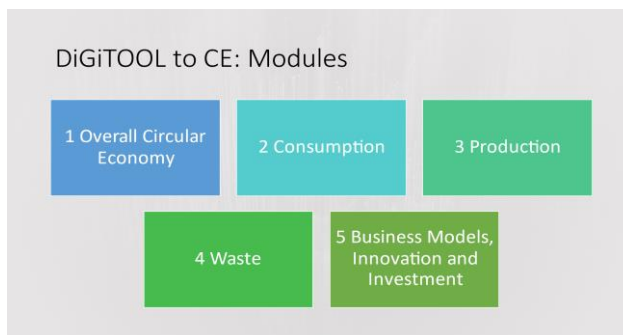 DiGiTOOL to CE: Modules
1 Overall Circular
Economy
2 Consumption
3 Production
4 Waste
5 Business Models,
Innovation and
Investment